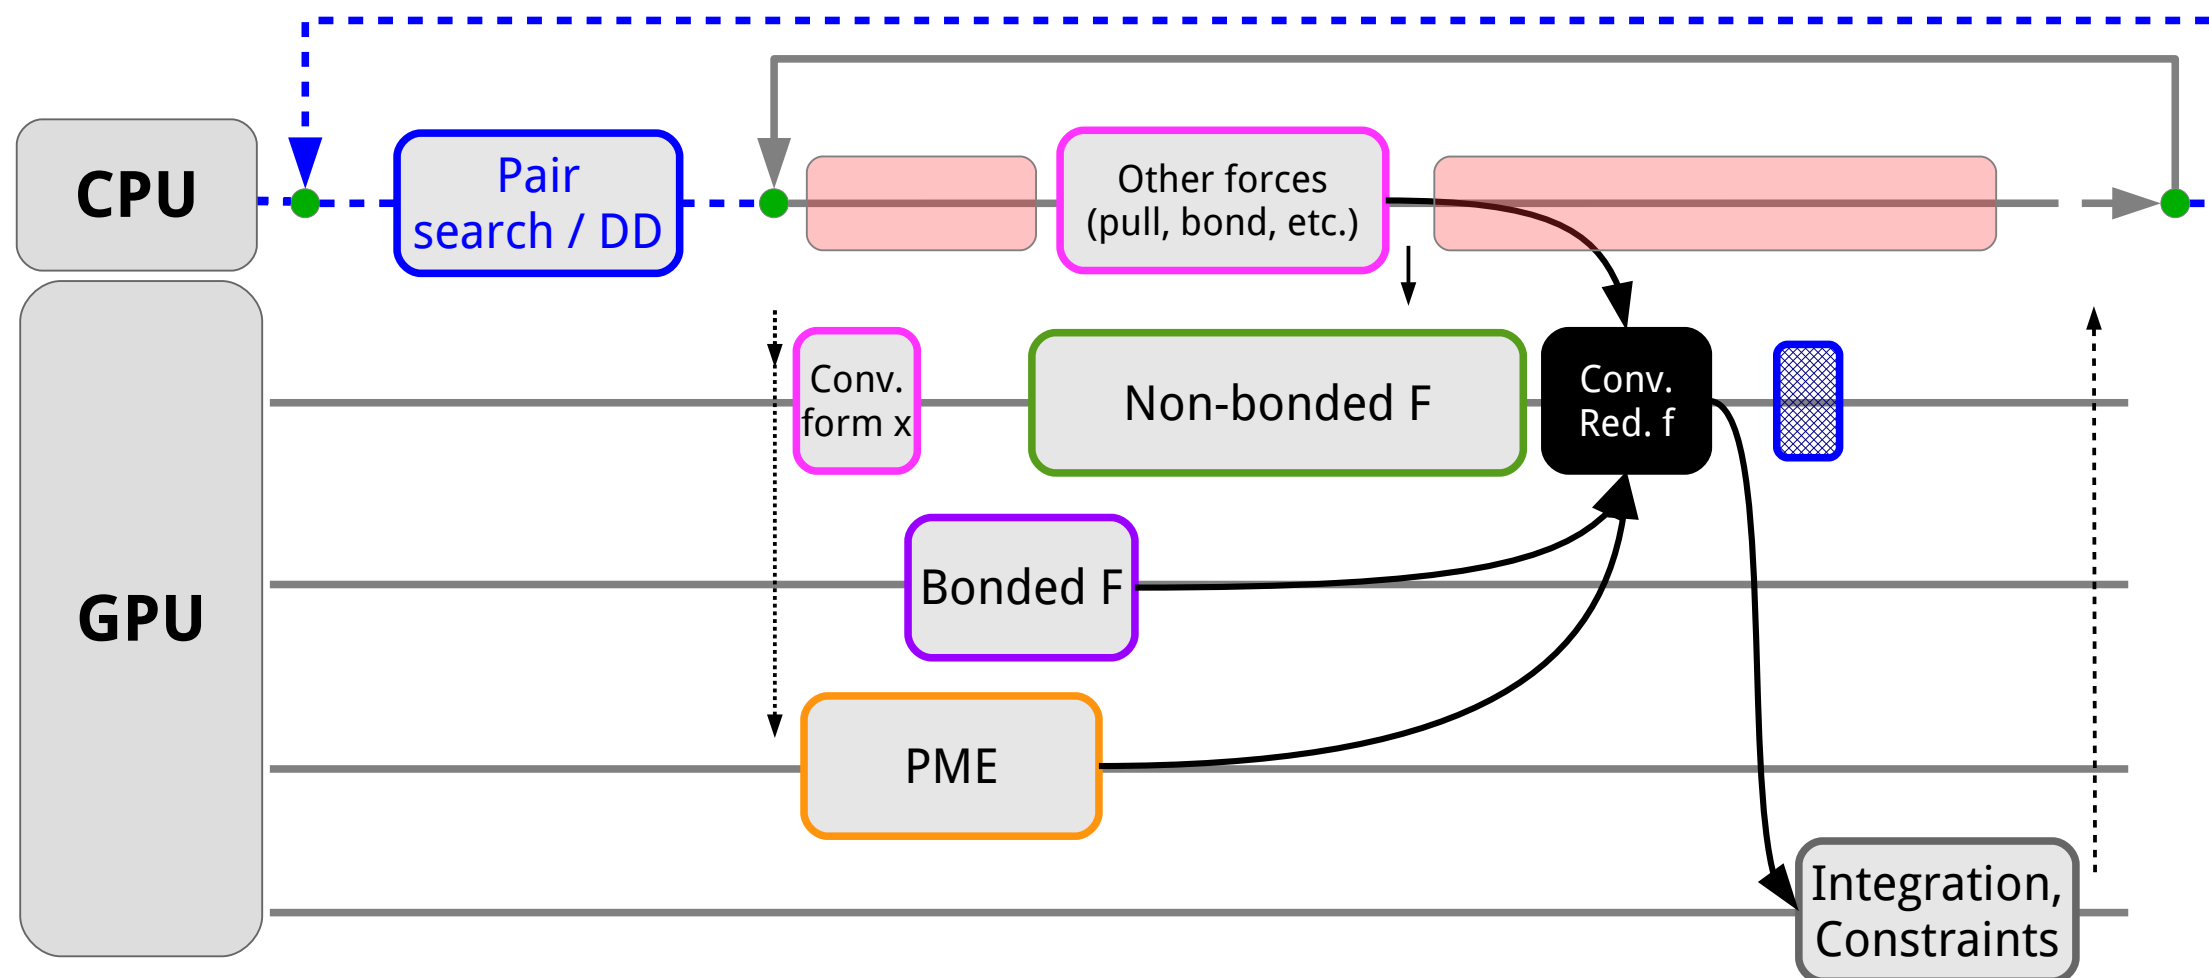 CPU
Pair
search / DD
Other forces
(pull, bond, etc.)
GPU
Conv.
form x
Non-bonded F
Conv.
Red. f
Bonded F
PME
Integration,
Constraints